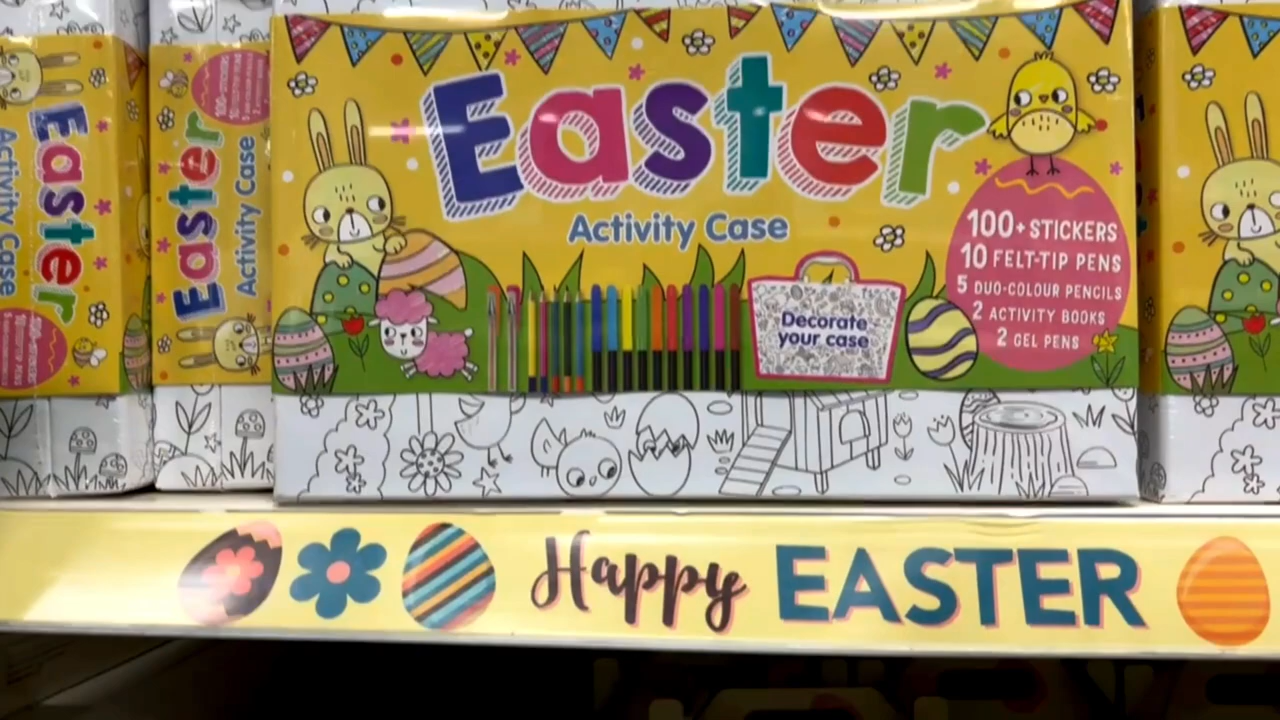 Easter
Activity Case
100+ STICKERS
10 FELT-TIP PENS
5 DUO-COLOUR PENCILS
2 ACTIVITY BOOKS
2 GEL PENS
Decorate
your case
Easter
Activity Case
Easter
Activity Case
Happy EASTER